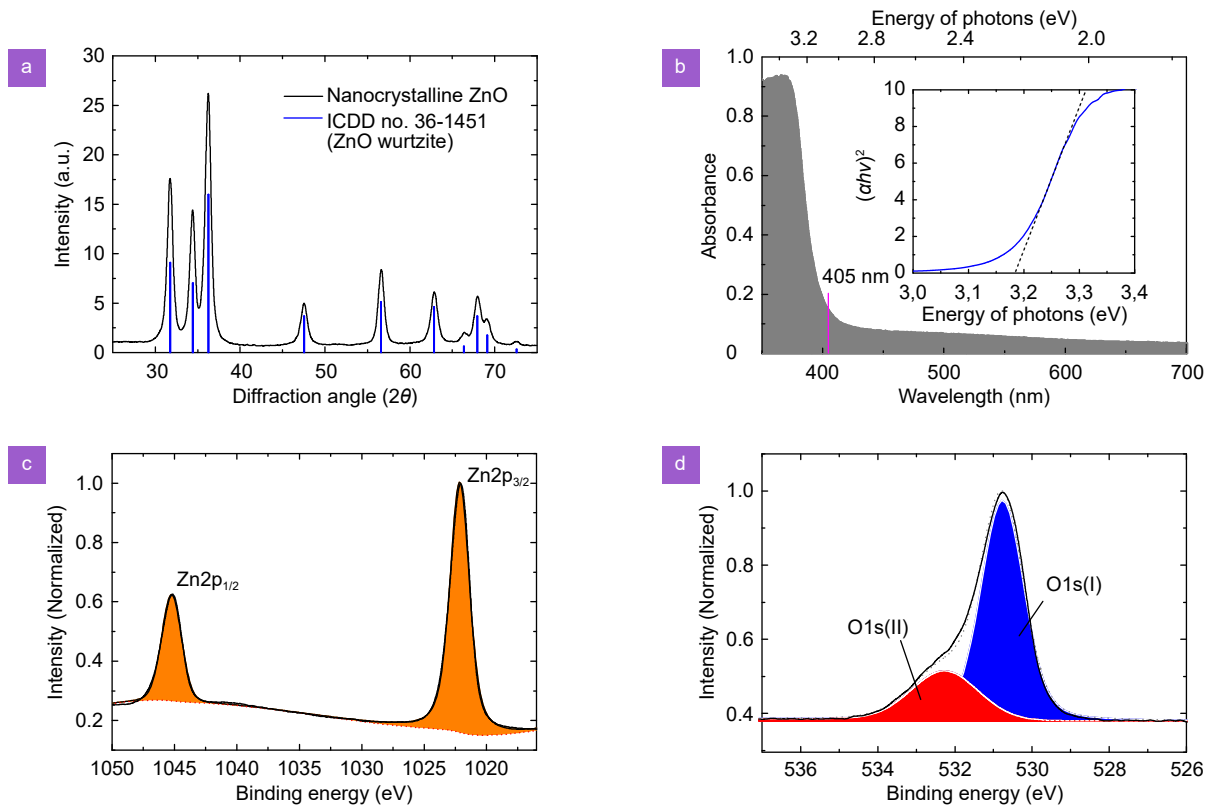 a
30
25
20
15
10
5
0
Intensity (a.u.)
30
40
50
60
70
Diffraction angle (2θ)
Nanocrystalline ZnO
ICDD no. 36-1451
(ZnO wurtzite)
b
Energy of photons (eV)
3.2
2.8
2.4
2.0
1.0
0.8
0.6
0.4
0.2
0
Absorbance
400
500
600
700
Wavelength (nm)
405 nm
10
8
6
4
2
0
(αhv)²
3,0
3,1
3,2
3,3
3,4
Energy of photons (eV)
c
1.0
0.8
0.6
0.4
0.2
Intensity (Normalized)
Zn2p1/2
Zn2p3/2
1050
1045
1040
1035
1030
1025
1020
Binding energy (eV)
d
1.0
0.8
0.6
0.4
Intensity (Normalized)
O1s(II)
O1s(I)
536
534
532
530
528
526
Binding energy (eV)